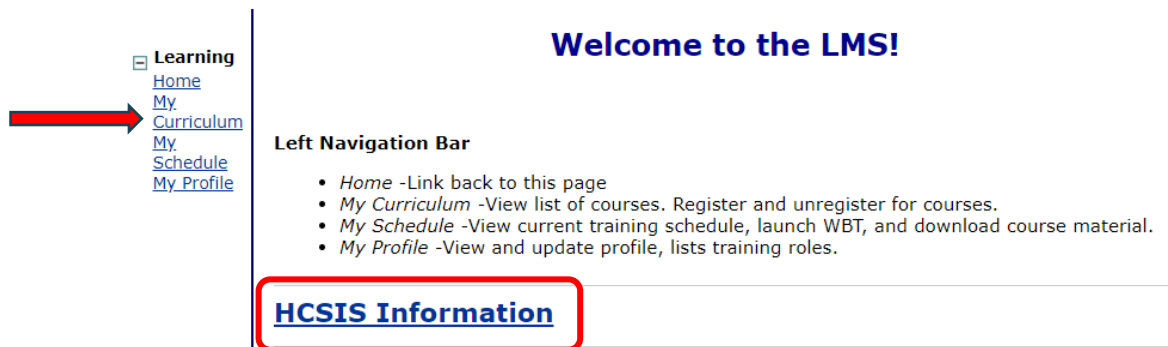 Learning
Home
My
Curriculum
My
Schedule
My Profile
Welcome to the LMS!
Left Navigation Bar
• Home -Link back to this page
• My Curriculum -View list of courses. Register and unregister for courses.
• My Schedule -View current training schedule, launch WBT, and download course material.
• My Profile -View and update profile, lists training roles.
HCSIS Information